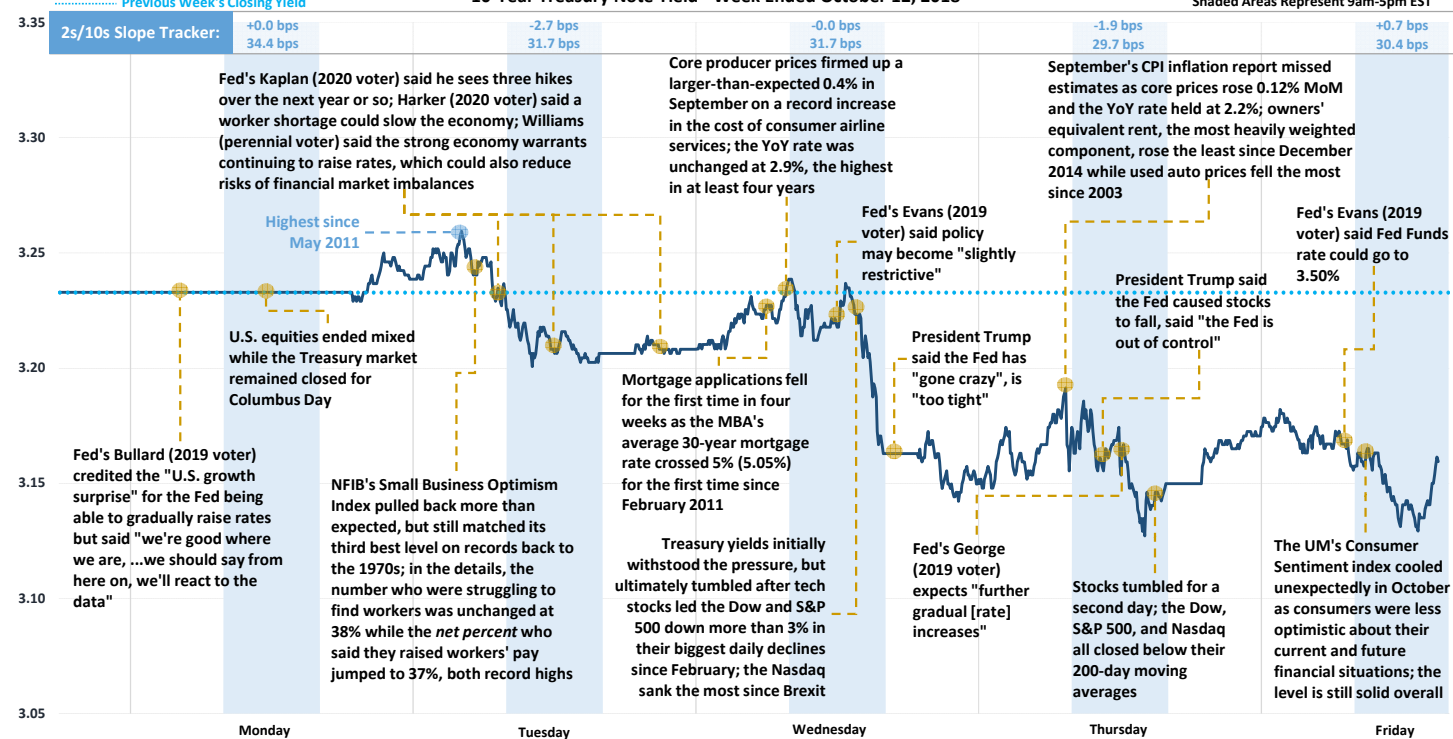 Previous Week's Closing Yield
10-Year Treasury Note Yield - Week Ended October 12, 2018
Shaded Areas Represent 9am-5pm EST
2s/10s Slope Tracker:
+0.0 bps
34.4 bps
-2.7 bps
31.7 bps
-0.0 bps
31.7 bps
-1.9 bps
29.7 bps
+0.7 bps
30.4 bps
3.35
3.30
3.25
3.20
3.15
3.10
3.05
Fed's Kaplan (2020 voter) said he sees three hikes
over the next year or so; Harker (2020 voter) said a
worker shortage could slow the economy; Williams
(perennial voter) said the strong economy warrants
continuing to raise rates, which could also reduce
risks of financial market imbalances
Core producer prices firmed up a
larger-than-expected 0.4% in
September on a record increase
in the cost of consumer airline
services; the YoY rate was
unchanged at 2.9%, the highest
in at least four years
September's CPI inflation report missed
estimates as core prices rose 0.12% MoM
and the YoY rate held at 2.2%; owners'
equivalent rent, the most heavily weighted
component, rose the least since December
2014 while used auto prices fell the most
since 2003
Highest since
May 2011
Fed's Evans (2019
voter) said policy
may become "slightly
restrictive"
Fed's Evans (2019
voter) said Fed Funds
rate could go to
3.50%
President Trump said
the Fed caused stocks
to fall, said "the Fed is
out of control"
U.S. equities ended mixed
while the Treasury market
remained closed for
Columbus Day
President Trump
said the Fed has
"gone crazy", is
"too tight"
Mortgage applications fell
for the first time in four
weeks as the MBA's
average 30-year mortgage
rate crossed 5% (5.05%)
for the first time since
February 2011
Fed's Bullard (2019 voter)
credited the "U.S. growth
surprise" for the Fed being
able to gradually raise rates
but said "we're good where
we are, ...we should say from
here on, we'll react to the
data"
NFIB's Small Business Optimism
Index pulled back more than
expected, but still matched its
third best level on records back to
the 1970s; in the details, the
number who were struggling to
find workers was unchanged at
38% while the net percent who
said they raised workers' pay
jumped to 37%, both record highs
Treasury yields initially
withstood the pressure, but
ultimately tumbled after tech
stocks led the Dow and S&P
500 down more than 3% in
their biggest daily declines
since February; the Nasdaq
sank the most since Brexit
Fed's George
(2019 voter)
expects "further
gradual [rate]
increases"
Stocks tumbled for a
second day; the Dow,
S&P 500, and Nasdaq
all closed below their
200-day moving
averages
The UM's Consumer
Sentiment index cooled
unexpectedly in October
as consumers were less
optimistic about their
current and future
financial situations; the
level is still solid overall
Monday
Tuesday
Wednesday
Thursday
Friday